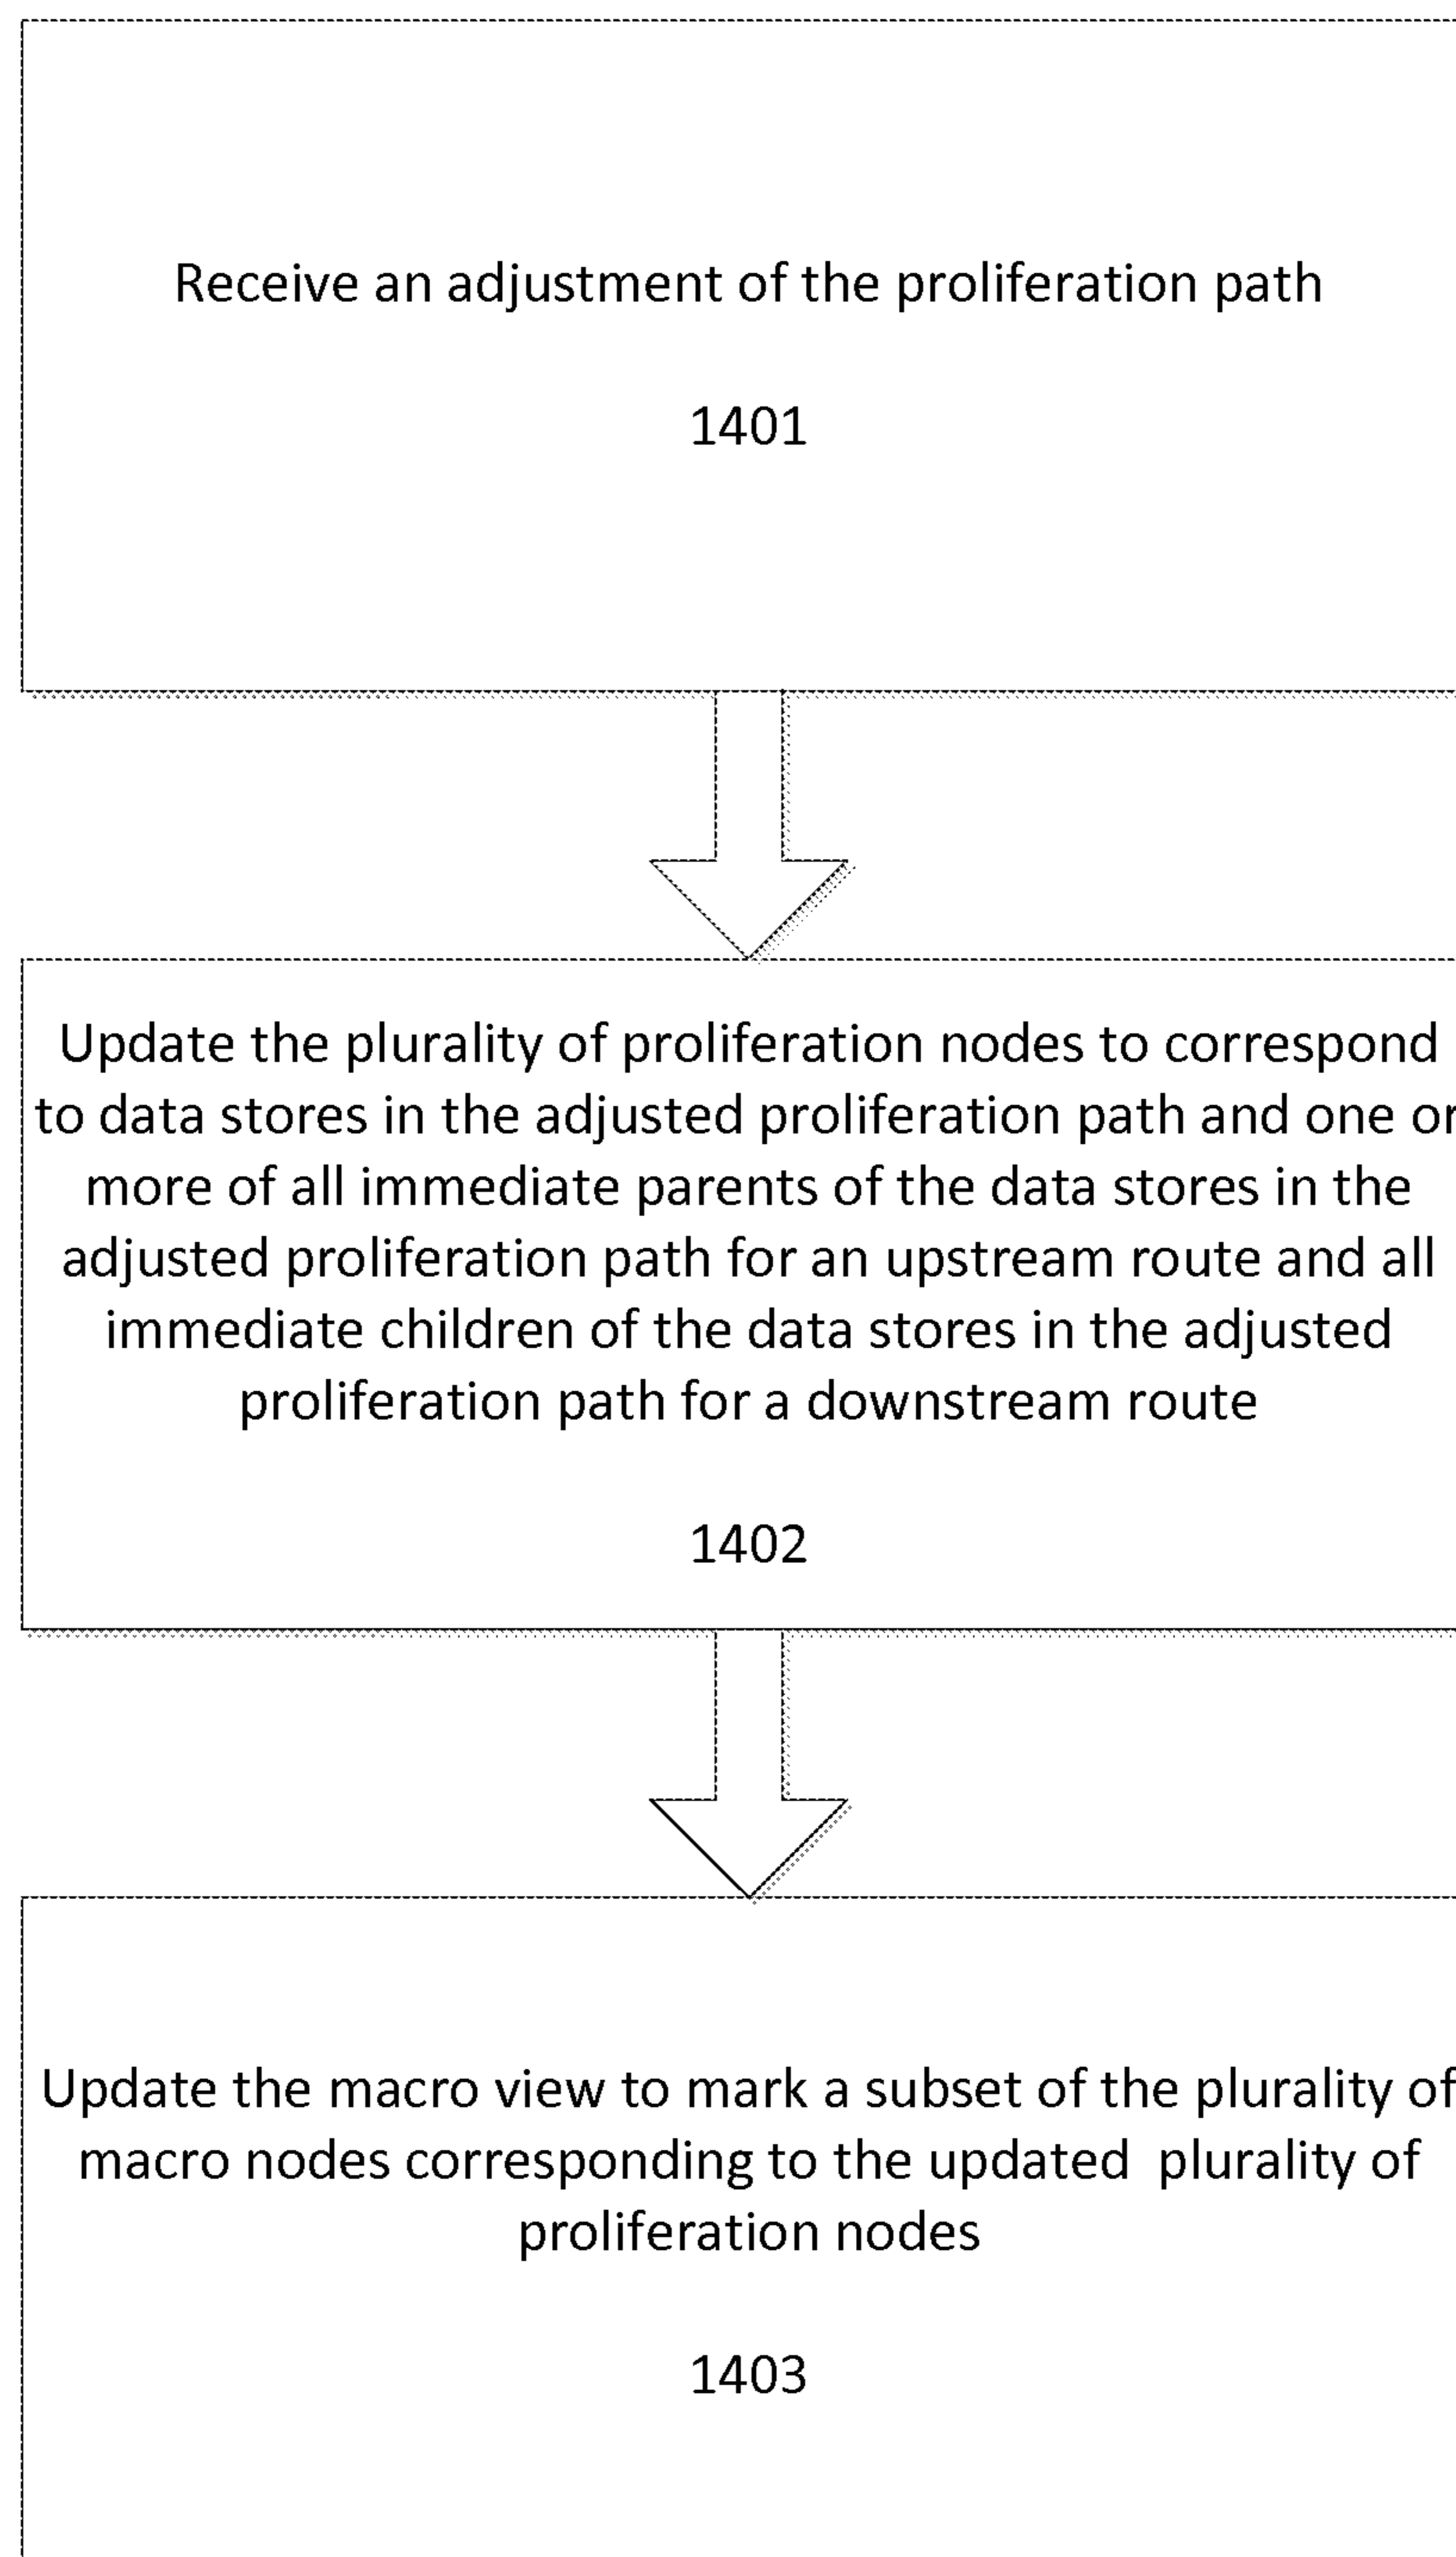 Receive an adjustment of the proliferation path
1401
Update the plurality of proliferation nodes to correspond
to data stores in the adjusted proliferation path and one or
more of all immediate parents of the data stores in the
adjusted proliferation path for an upstream route and all
immediate children of the data stores in the adjusted
proliferation path for a downstream route
1402
Update the macro view to mark a subset of the plurality of
macro nodes corresponding to the updated plurality of
proliferation nodes
1403